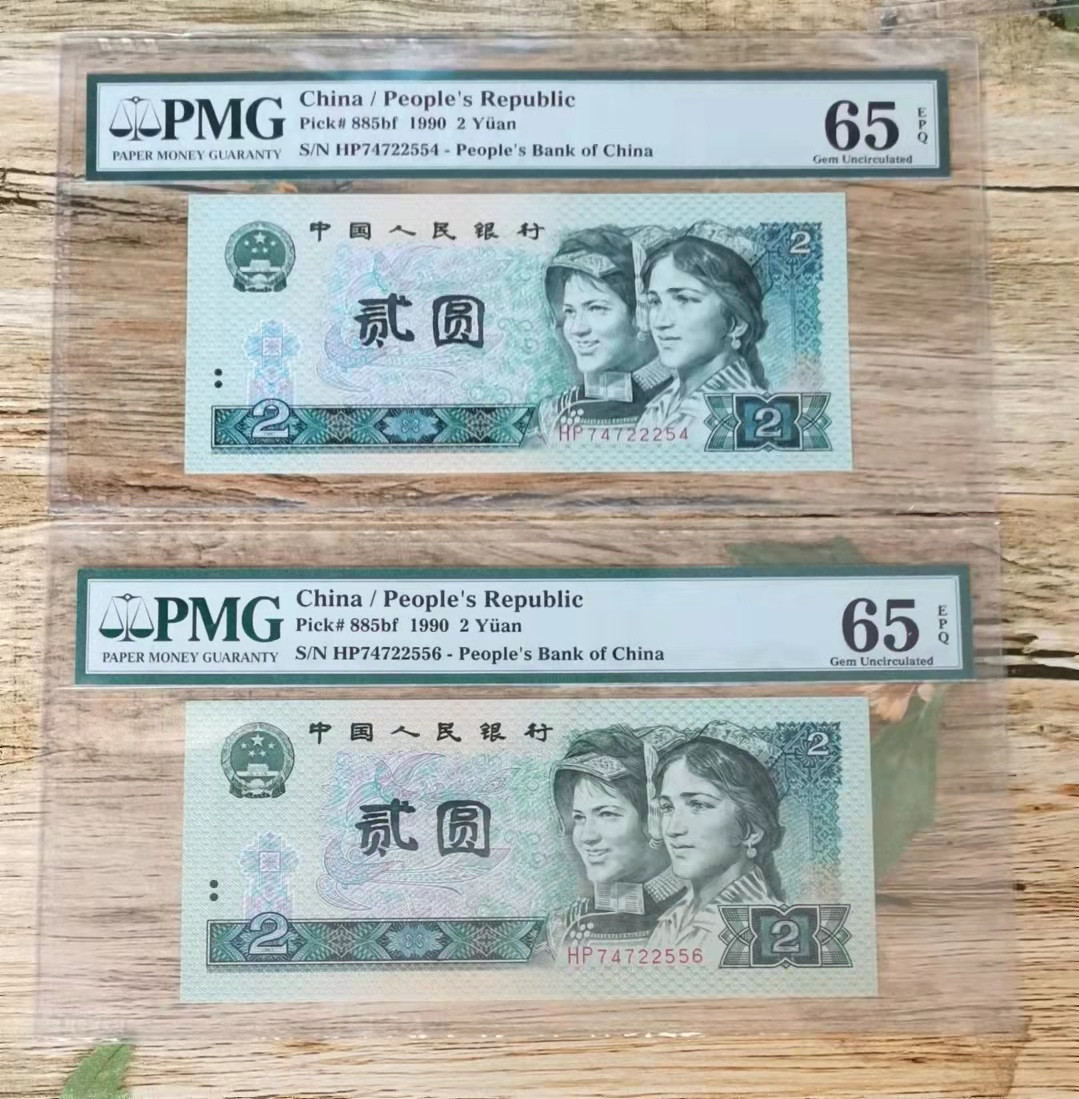 PMG
PAPER MONEY GUARANTY
China / People's Republic
Pick# 885bf 1990 2 Yüan
S/N HP74722554 - People's Bank of China
65
EPQ
Gem Uncirculated
中国人民银行
2
贰圆
2
HP74722254
2
PMG
PAPER MONEY GUARANTY
China / People's Republic
Pick# 885bf 1990 2 Yüan
S/N HP74722556 - People's Bank of China
65
EPQ
Gem Uncirculated
中国人民银行
2
贰圆
2
HP74722556
2